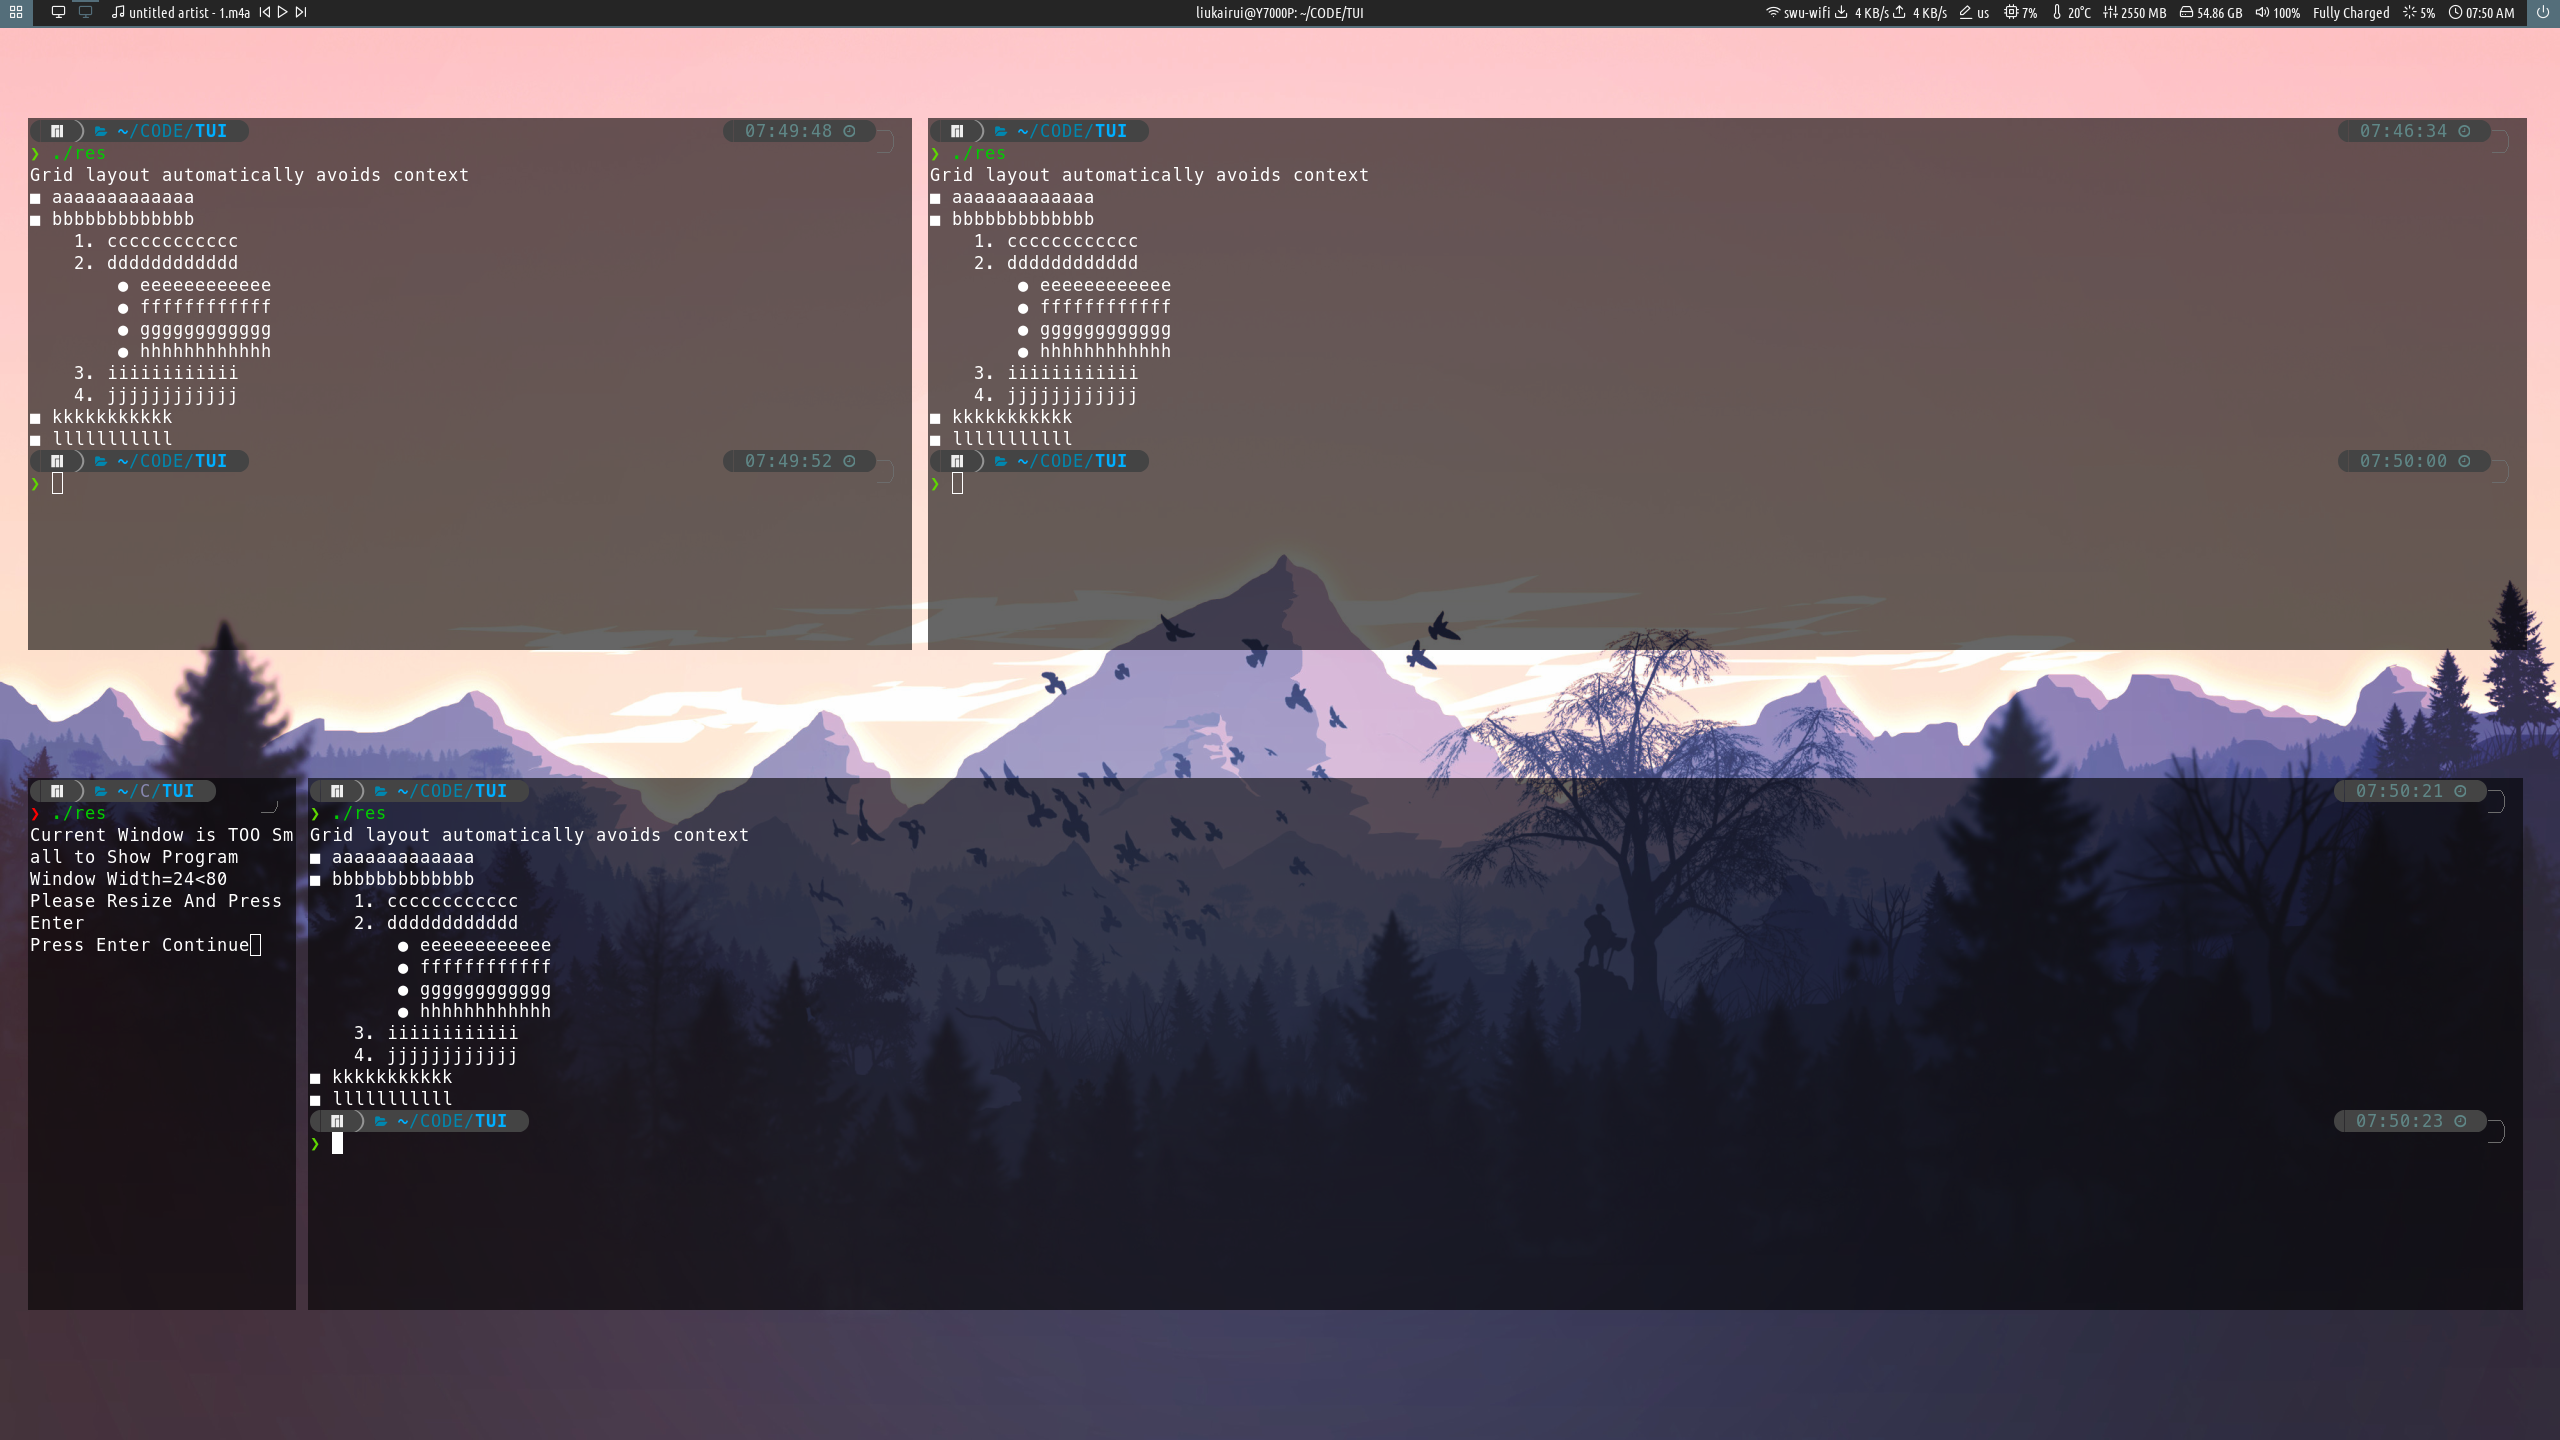 untitled artist - 1.m4a
liukairui@Y7000P: ~/CODE/TUI
swu-wifi 4 KB/s 4 KB/s us 7% 20°C 2550 MB 54.86 GB 100% Fully Charged 5% 07:50 AM
~/CODE/TUI 07:49:48
❯ ./res
Grid layout automatically avoids context
■ aaaaaaaaaaaaa
■ bbbbbbbbbbbbb
1. cccccccccccc
2. dddddddddddd
● eeeeeeeeeeee
● ffffffffffff
● gggggggggggg
● hhhhhhhhhhhh
3. iiiiiiiiiiii
4. jjjjjjjjjjjj
■ kkkkkkkkkkk
■ lllllllllll
~/CODE/TUI 07:49:52
❯
~/CODE/TUI 07:46:34
❯ ./res
Grid layout automatically avoids context
■ aaaaaaaaaaaaa
■ bbbbbbbbbbbbb
1. cccccccccccc
2. dddddddddddd
● eeeeeeeeeeee
● ffffffffffff
● gggggggggggg
● hhhhhhhhhhhh
3. iiiiiiiiiiii
4. jjjjjjjjjjjj
■ kkkkkkkkkkk
■ lllllllllll
~/CODE/TUI 07:50:00
❯
~/C/TUI
❯ ./res
Current Window is TOO Sm
all to Show Program
Window Width=24<80
Please Resize And Press
Enter
Press Enter Continue
~/CODE/TUI 07:50:21
❯ ./res
Grid layout automatically avoids context
■ aaaaaaaaaaaaa
■ bbbbbbbbbbbbb
1. cccccccccccc
2. dddddddddddd
● eeeeeeeeeeee
● ffffffffffff
● gggggggggggg
● hhhhhhhhhhhh
3. iiiiiiiiiiii
4. jjjjjjjjjjjj
■ kkkkkkkkkkk
■ lllllllllll
~/CODE/TUI 07:50:23
❯